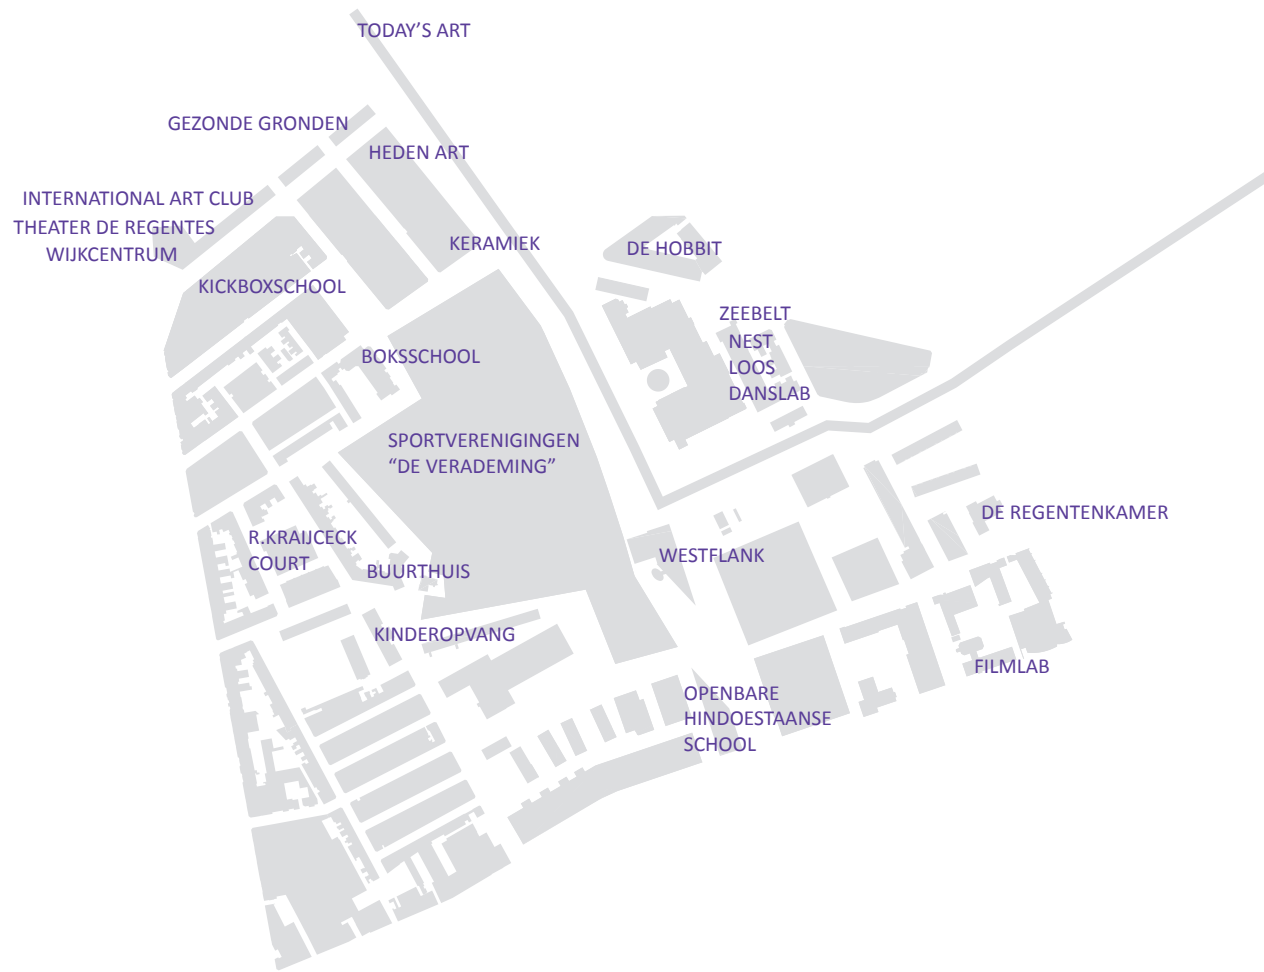 TODAY’S ART
GEZONDE GRONDEN
HEDEN ART
INTERNATIONAL ART CLUB
THEATER DE REGENTES
WIJKCENTRUM
KERAMIEK
DE HOBBIT
KICKBOXSCHOOL
ZEEBELT
NEST
LOOS
DANSLAB
BOKSSCHOOL
SPORTVERENIGINGEN
“DE VERADEMING”
DE REGENTENKAMER
R.KRAIJCECK
COURT
WESTFLANK
BUURTHUIS
KINDEROPVANG
FILMLAB
OPENBARE
HINDOESTAANSE
SCHOOL